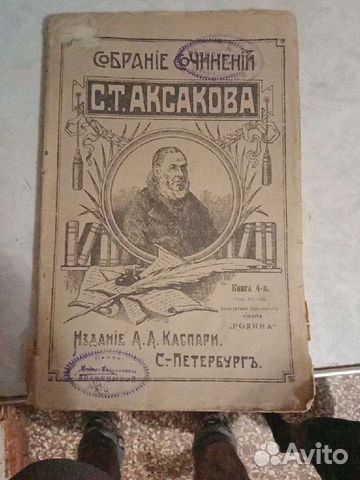 СОБРАНІЕ СОЧИНЕНІЙ
С.Т. АКСАКОВА
Книга 4-я.
"РОДИНА"
ИЗДАНІЕ А.А. КАСПАРИ.
С.-ПЕТЕРБУРГЪ.
Avito